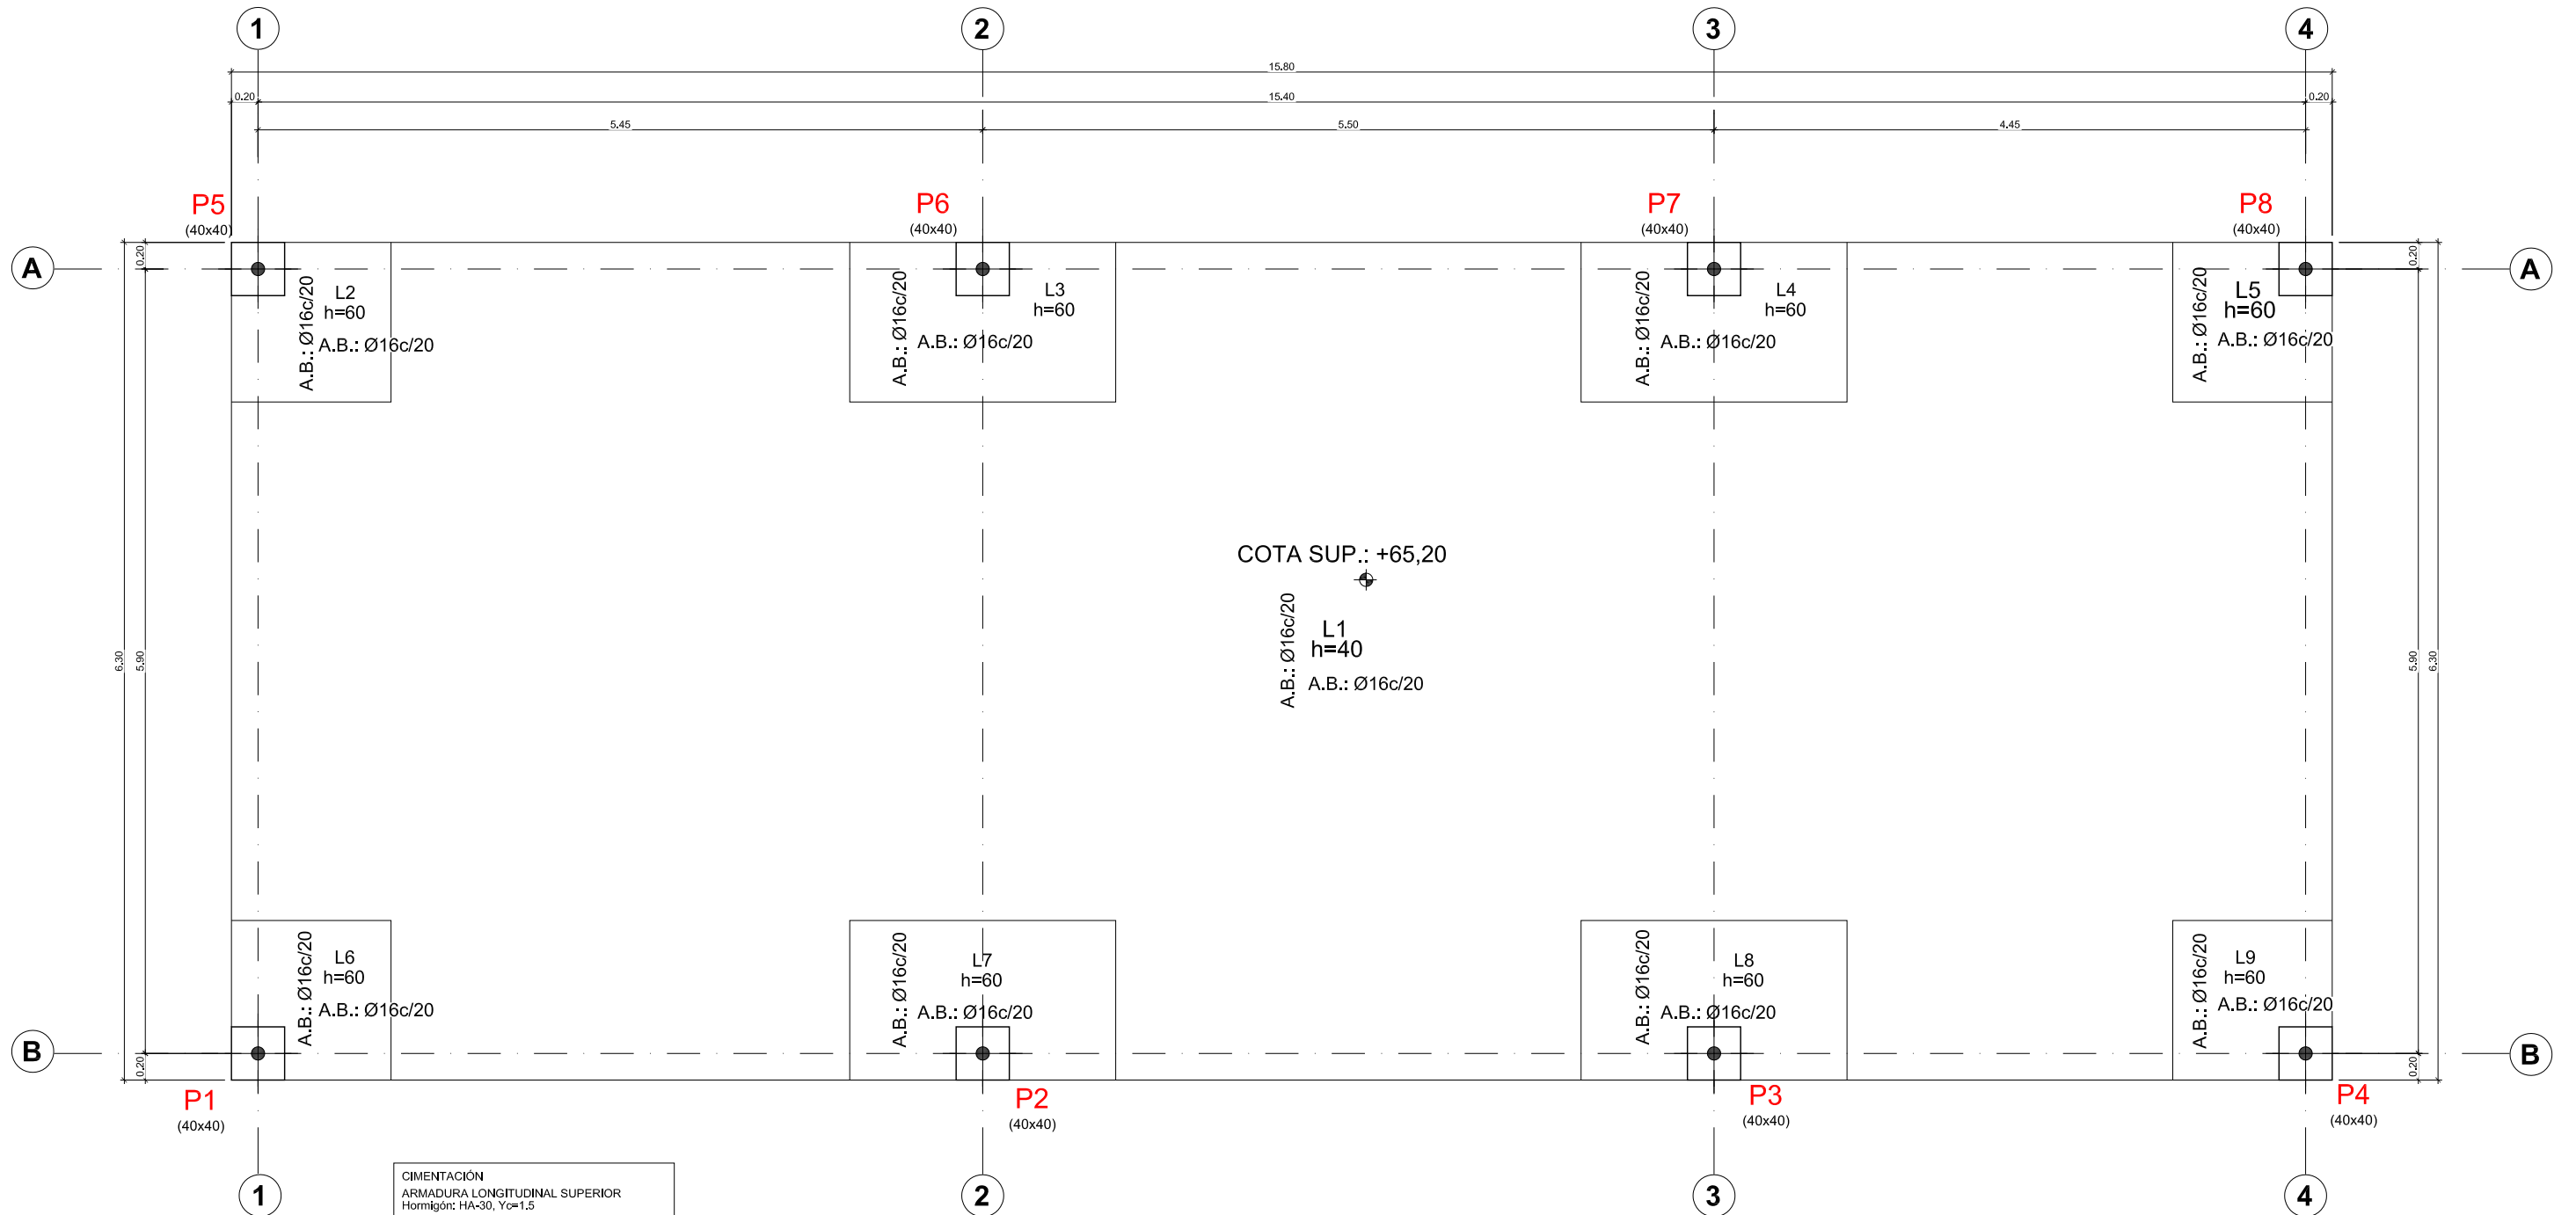 1
2
3
4
15.80
0.20
15.40
0.20
5.45
5.50
4.45
P5
(40x40)
P6
(40x40)
P7
(40x40)
P8
(40x40)
A
0.20
0.20
A
A.B.: Ø16c/20
L2
h=60
A.B.: Ø16c/20
A.B.: Ø16c/20
L3
h=60
A.B.: Ø16c/20
A.B.: Ø16c/20
L4
h=60
A.B.: Ø16c/20
A.B.: Ø16c/20
L5
h=60
A.B.: Ø16c/20
COTA SUP.: +65,20
A.B.: Ø16c/20
L1
h=40
A.B.: Ø16c/20
6.30
5.90
5.90
6.30
A.B.: Ø16c/20
L6
h=60
A.B.: Ø16c/20
A.B.: Ø16c/20
L7
h=60
A.B.: Ø16c/20
A.B.: Ø16c/20
L8
h=60
A.B.: Ø16c/20
A.B.: Ø16c/20
L9
h=60
A.B.: Ø16c/20
B
0.20
0.20
B
P1
(40x40)
P2
(40x40)
P3
(40x40)
P4
(40x40)
CIMENTACIÓN
ARMADURA LONGITUDINAL SUPERIOR
Hormigón: HA-30, Yc=1.5
1
2
3
4